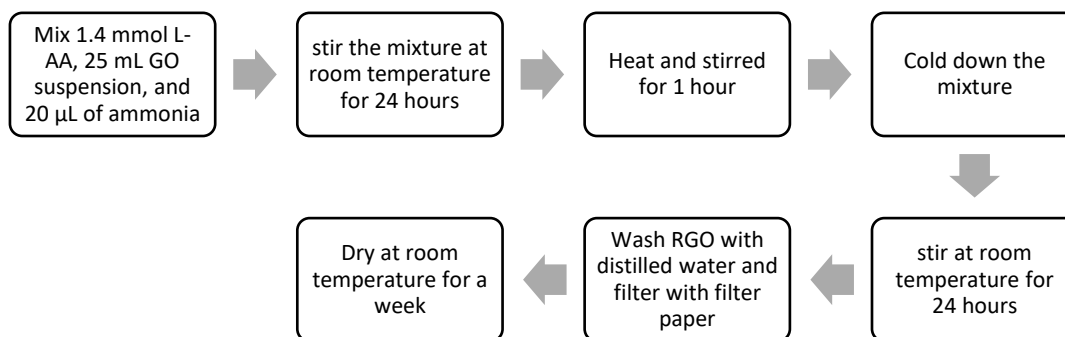 Mix 1.4 mmol L-
AA, 25 mL GO
suspension, and
20 µL of ammonia
stir the mixture at
room temperature
for 24 hours
Heat and stirred
for 1 hour
Cold down the
mixture
stir at room
temperature for
24 hours
Wash RGO with
distilled water and
filter with filter
paper
Dry at room
temperature for a
week